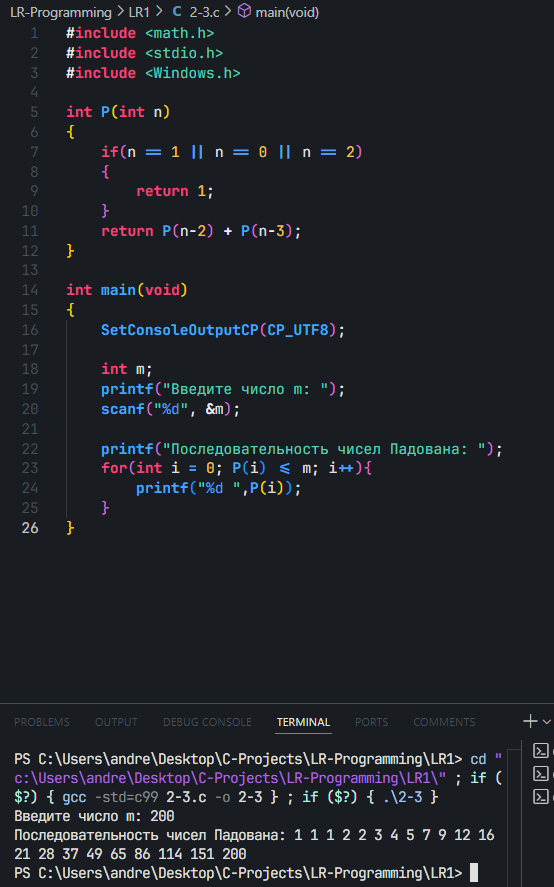 LR-Programming > LR1 > C 2-3.c > main(void)
1 #include <math.h>
2 #include <stdio.h>
3 #include <Windows.h>
4
5 int P(int n)
6 {
7 if(n == 1 || n == 0 || n == 2)
8 {
9 return 1;
10 }
11 return P(n-2) + P(n-3);
12 }
13
14 int main(void)
15 {
16 SetConsoleOutputCP(CP_UTF8);
17
18 int m;
19 printf("Введите число m: ");
20 scanf("%d", &m);
21
22 printf("Последовательность чисел Падована: ");
23 for(int i = 0; P(i) <= m; i++){
24 printf("%d ",P(i));
25 }
26 }
PROBLEMS OUTPUT DEBUG CONSOLE TERMINAL PORTS COMMENTS
PS C:\Users\andre\Desktop\C-Projects\LR-Programming\LR1> cd "
c:\Users\andre\Desktop\C-Projects\LR-Programming\LR1\" ; if (
$?) { gcc -std=c99 2-3.c -o 2-3 } ; if ($?) { .\2-3 }
Введите число m: 200
Последовательность чисел Падована: 1 1 1 2 2 3 4 5 7 9 12 16
21 28 37 49 65 86 114 151 200
PS C:\Users\andre\Desktop\C-Projects\LR-Programming\LR1>